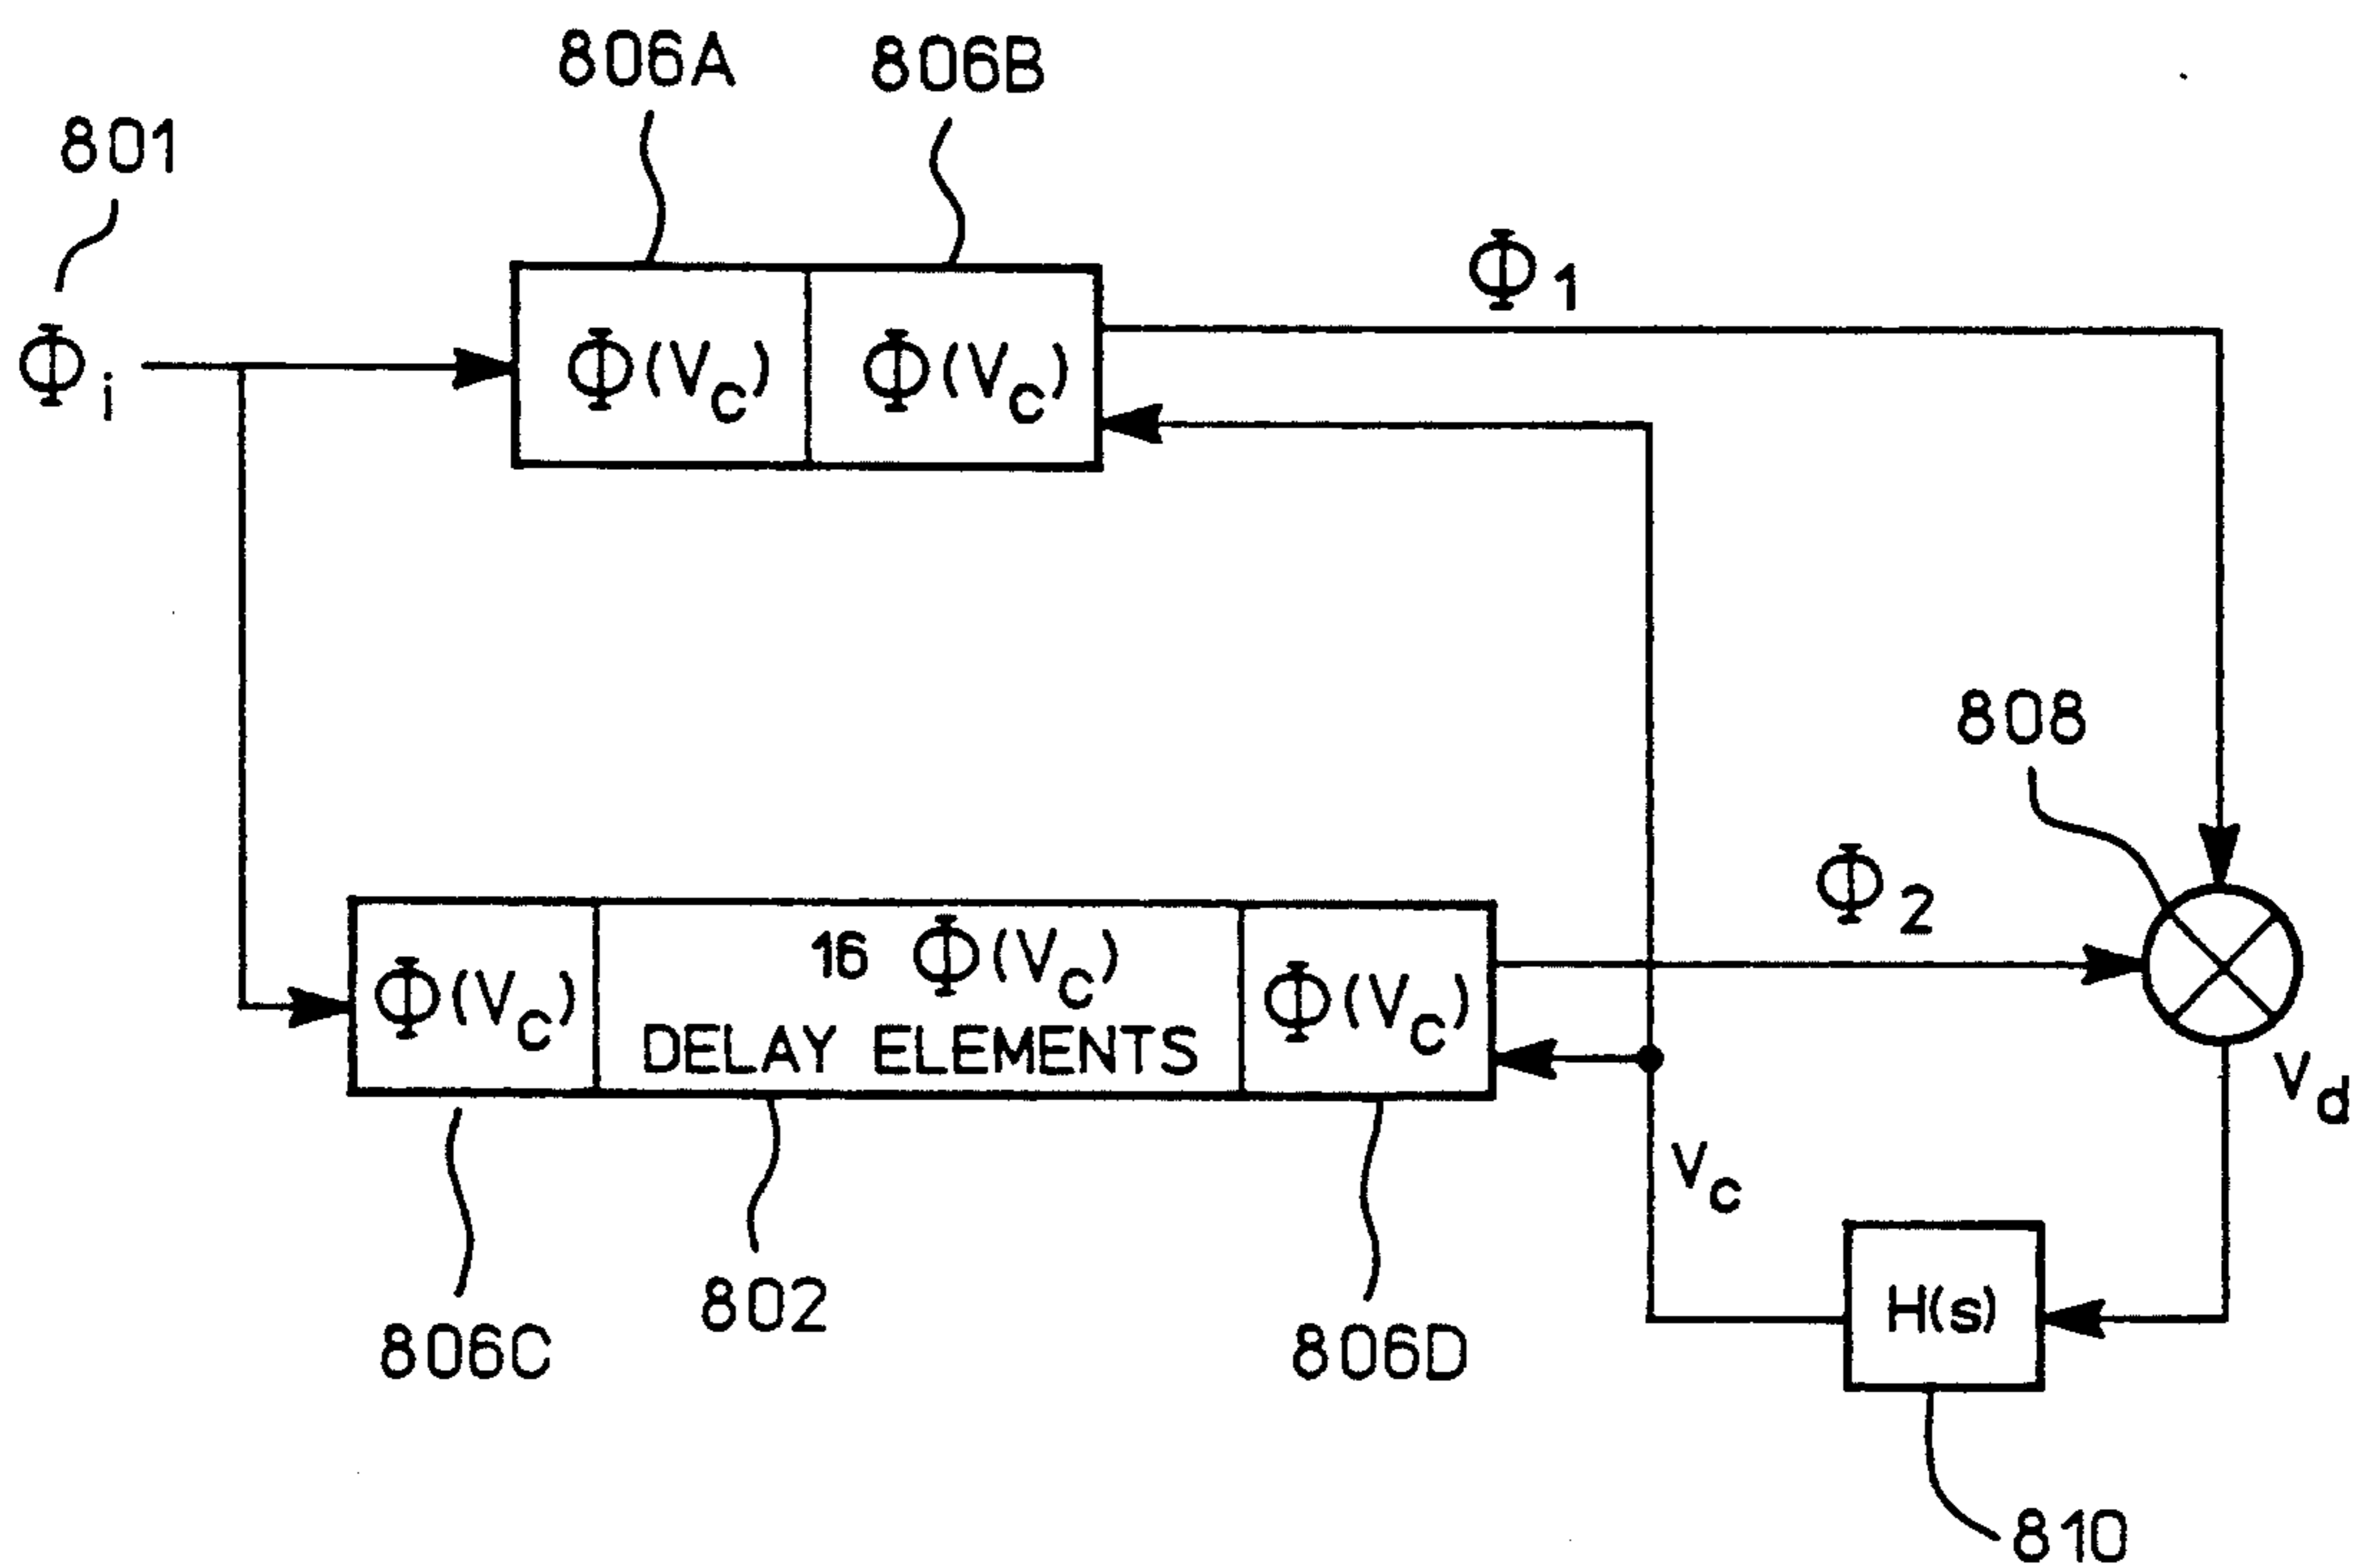 806A
806B
801
Φ1
Φi
Φ(VC)
Φ(VC)
808
Φ2
Φ(VC)
16 Φ(VC)
DELAY ELEMENTS
Φ(VC)
Vd
VC
H(s)
802
806C
806D
810